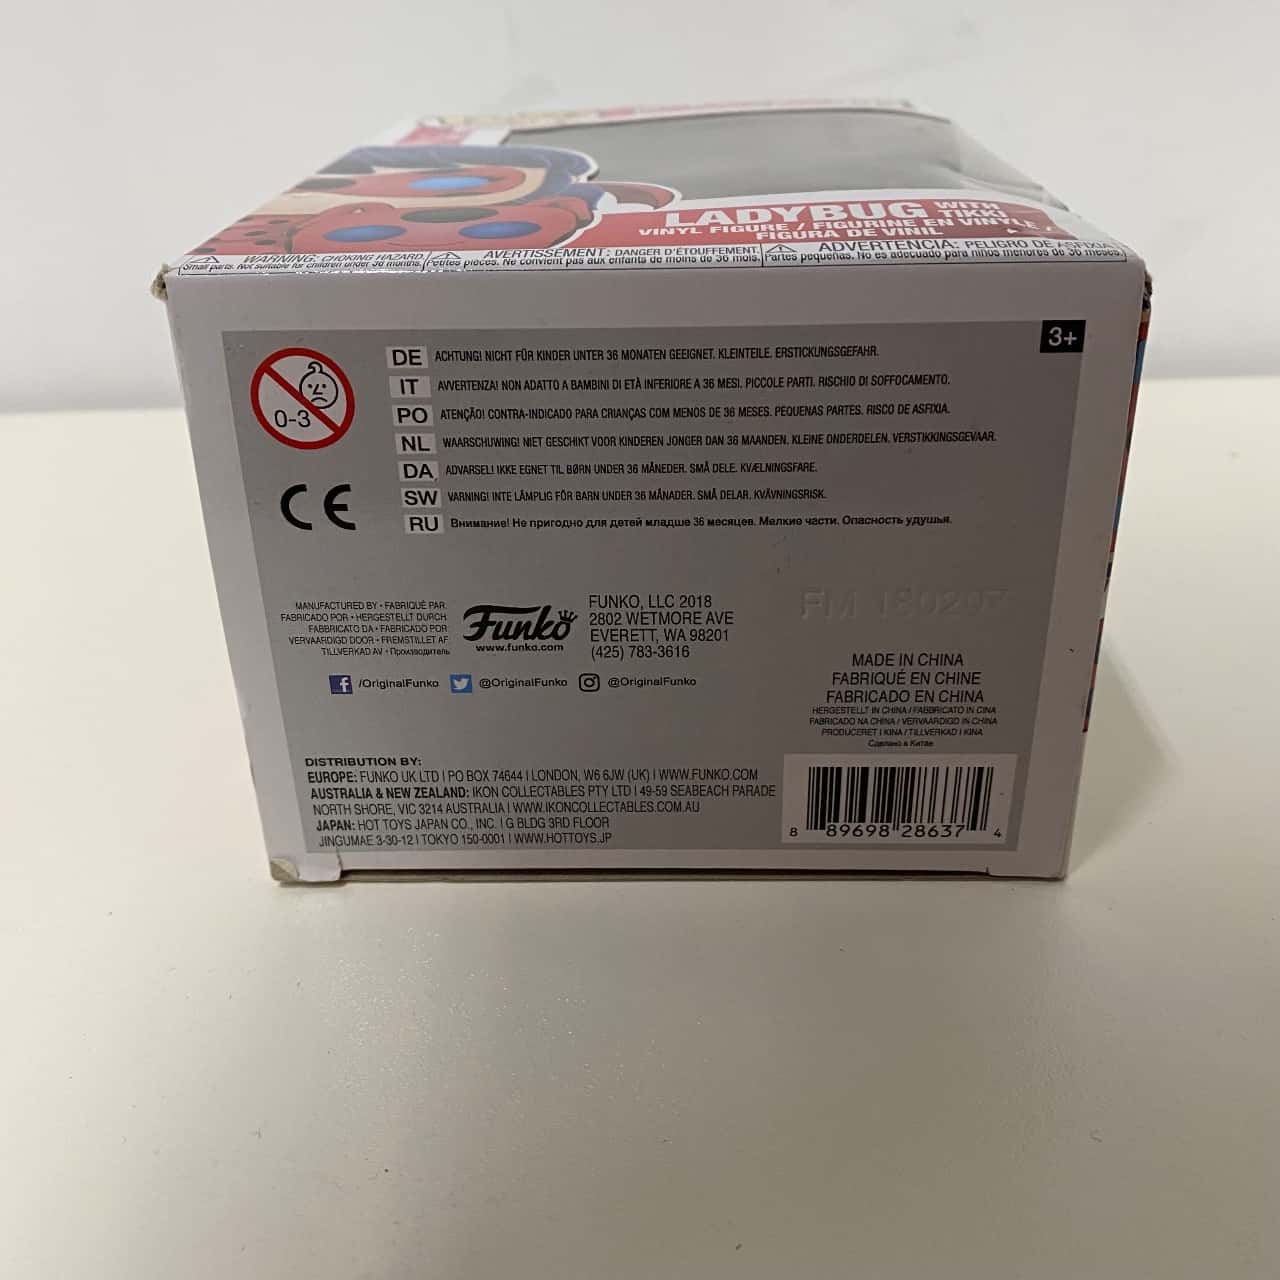 LADYBUG WITH TIKKI
VINYL FIGURE / FIGURINE EN VINYLE /
FIGURA DE VINIL
WARNING: CHOKING HAZARD.
Small parts. Not suitable for children under 36 months.
AVERTISSEMENT: DANGER D'ÉTOUFFEMENT.
Petites pièces. Ne convient pas aux enfants de moins de 36 mois.
ADVERTENCIA: PELIGRO DE ASFIXIA.
Partes pequeñas. No es adecuado para niños menores de 36 meses.
3+
0-3
DE ACHTUNG! NICHT FÜR KINDER UNTER 36 MONATEN GEEIGNET. KLEINTEILE. ERSTICKUNGSGEFAHR.
IT AVVERTENZA! NON ADATTO A BAMBINI DI ETÀ INFERIORE A 36 MESI. PICCOLE PARTI. RISCHIO DI SOFFOCAMENTO.
PO ATENÇÃO! CONTRA-INDICADO PARA CRIANÇAS COM MENOS DE 36 MESES. PEQUENAS PARTES. RISCO DE ASFIXIA.
NL WAARSCHUWING! NIET GESCHIKT VOOR KINDEREN JONGER DAN 36 MAANDEN. KLEINE ONDERDELEN. VERSTIKKINGSGEVAAR.
DA ADVARSEL! IKKE EGNET TIL BØRN UNDER 36 MÅNEDER. SMÅ DELE. KVÆLNINGSFARE.
SW VARNING! INTE LÄMPLIG FÖR BARN UNDER 36 MÅNADER. SMÅ DELAR. KVÄVNINGSRISK.
RU Внимание! Не пригодно для детей младше 36 месяцев. Мелкие части. Опасность удушья.
CE
MANUFACTURED BY • FABRIQUÉ PAR
FABRICADO POR • HERGESTELLT DURCH
FABBRICATO DA • FABRICADO POR
VERVAARDIGD DOOR • FREMSTILLET AF
TILLVERKAD AV • Производитель
Funko
www.funko.com
FUNKO, LLC 2018
2802 WETMORE AVE
EVERETT, WA 98201
(425) 783-3616
/OriginalFunko @OriginalFunko @OriginalFunko
FM 180207
MADE IN CHINA
FABRIQUÉ EN CHINE
FABRICADO EN CHINA
HERGESTELLT IN CHINA / FABBRICATO IN CINA
FABRICADO NA CHINA / VERVAARDIGD IN CHINA
PRODUCERET I KINA / TILLVERKAD I KINA
Сделано в Китае
DISTRIBUTION BY:
EUROPE: FUNKO UK LTD | PO BOX 74644 | LONDON, W6 6JW (UK) | WWW.FUNKO.COM
AUSTRALIA & NEW ZEALAND: IKON COLLECTABLES PTY LTD | 49-59 SEABEACH PARADE
NORTH SHORE, VIC 3214 AUSTRALIA | WWW.IKONCOLLECTABLES.COM.AU
JAPAN: HOT TOYS JAPAN CO., INC. | G BLDG 3RD FLOOR
JINGUMAE 3-30-12 | TOKYO 150-0001 | WWW.HOTTOYS.JP
8 89698 28637 4